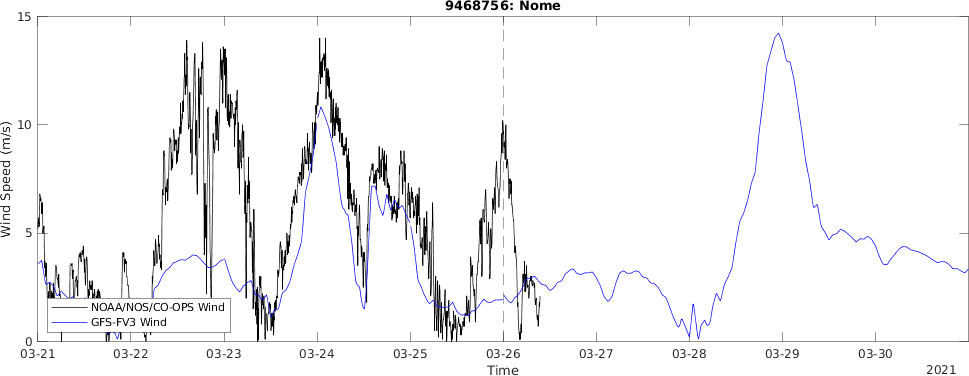 9468756: Nome
15
10
5
0
Wind Speed (m/s)
NOAA/NOS/CO-OPS Wind
GFS-FV3 Wind
03-21 03-22 03-23 03-24 03-25 03-26 03-27 03-28 03-29 03-30
Time
2021